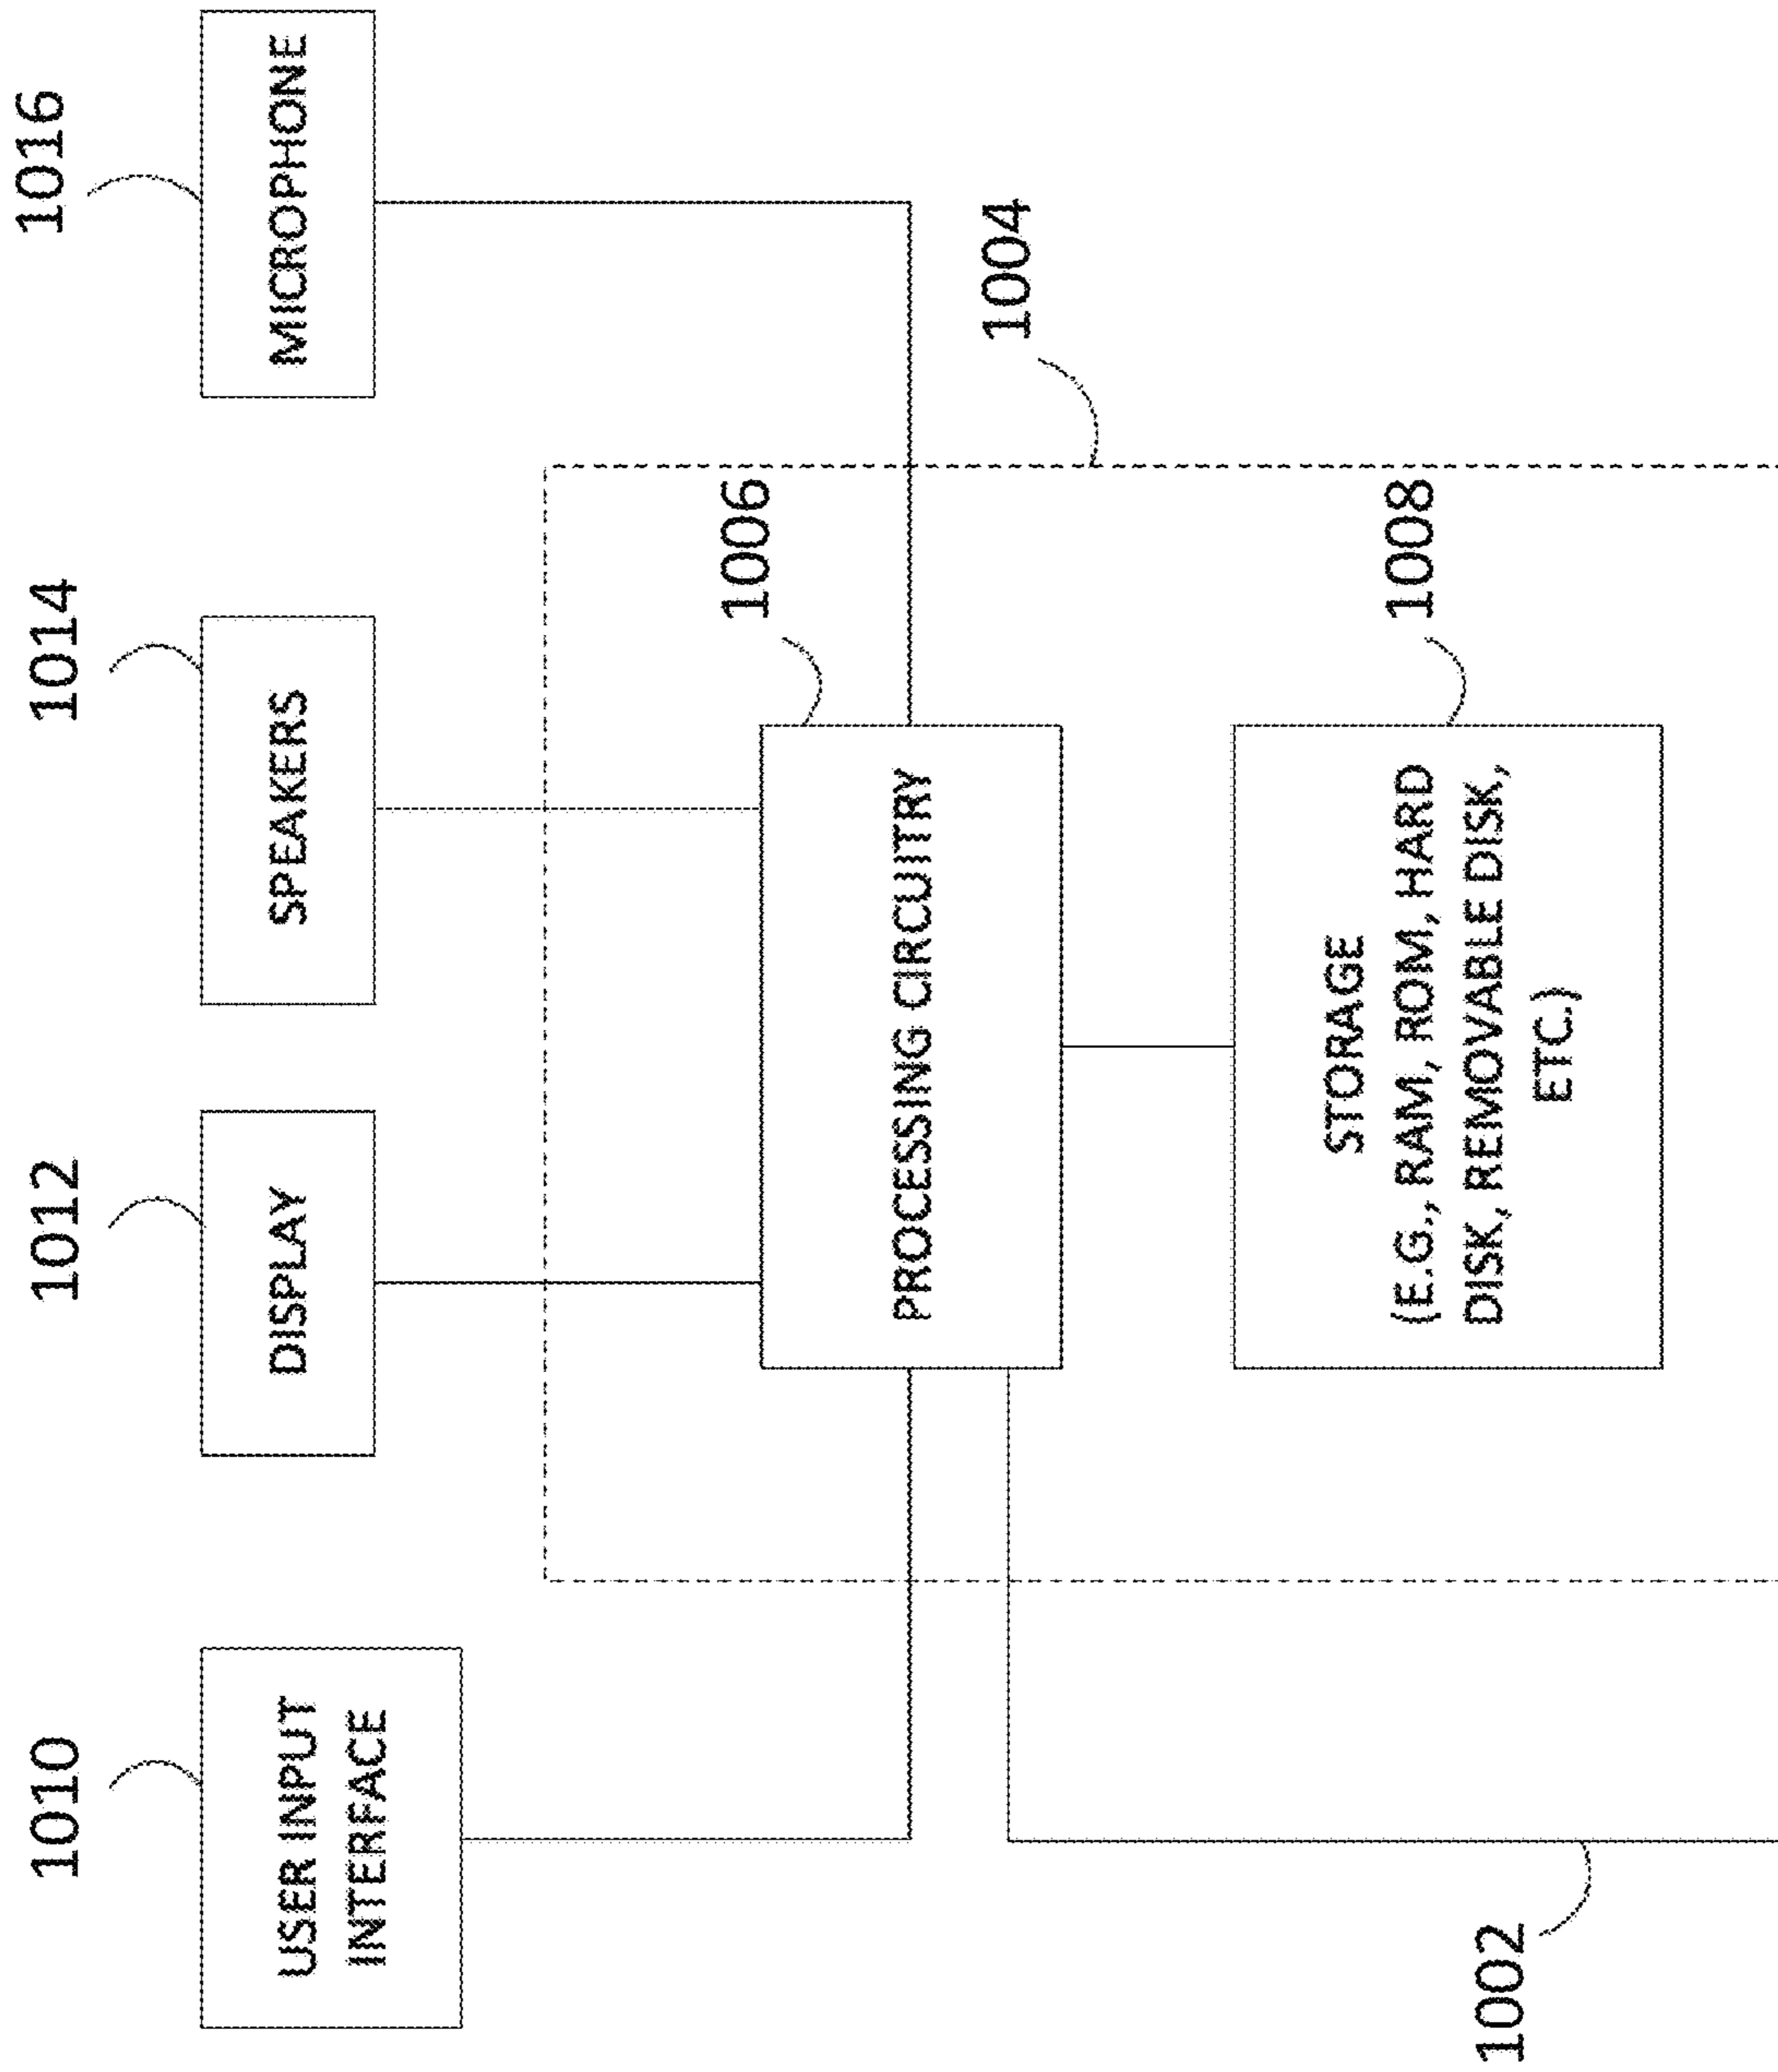 1010
1012
1014
1016
USER INPUT
INTERFACE
DISPLAY
SPEAKERS
MICROPHONE
1006
PROCESSING CIRCUITRY
1004
1008
STORAGE
(E.G., RAM, ROM, HARD
DISK, REMOVABLE DISK,
ETC.)
1002